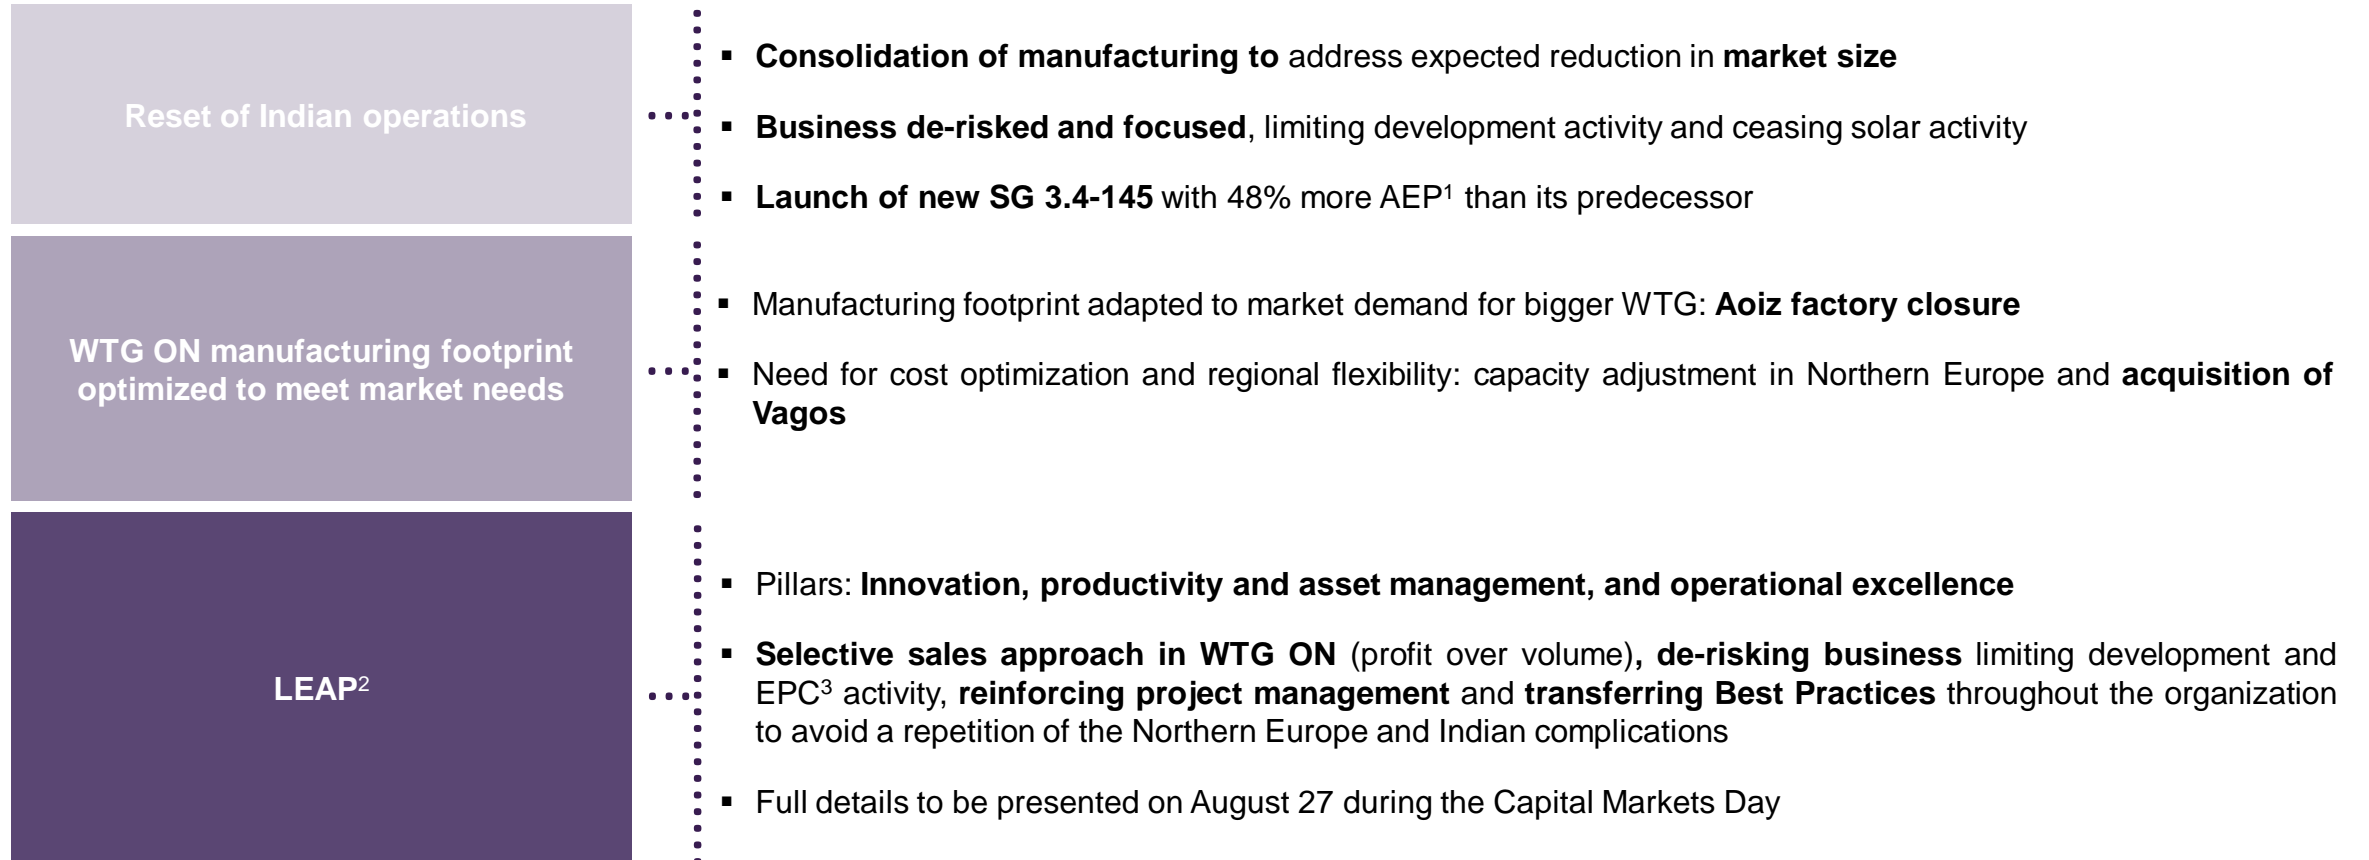 Reset of Indian operations
▪ Consolidation of manufacturing to address expected reduction in market size
▪ Business de-risked and focused, limiting development activity and ceasing solar activity
▪ Launch of new SG 3.4-145 with 48% more AEP¹ than its predecessor
WTG ON manufacturing footprint
optimized to meet market needs
▪ Manufacturing footprint adapted to market demand for bigger WTG: Aoiz factory closure
▪ Need for cost optimization and regional flexibility: capacity adjustment in Northern Europe and acquisition of
Vagos
LEAP²
▪ Pillars: Innovation, productivity and asset management, and operational excellence
▪ Selective sales approach in WTG ON (profit over volume), de-risking business limiting development and
EPC³ activity, reinforcing project management and transferring Best Practices throughout the organization
to avoid a repetition of the Northern Europe and Indian complications
▪ Full details to be presented on August 27 during the Capital Markets Day